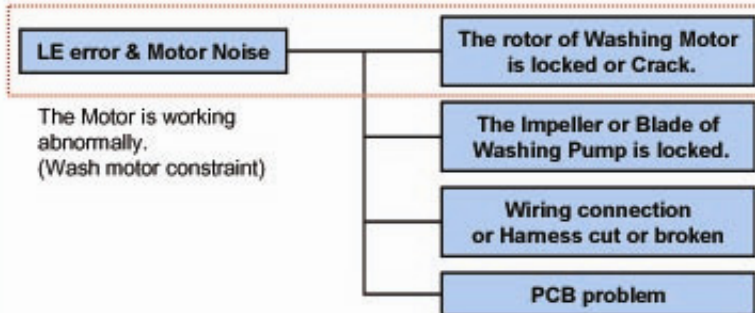 LE error & Motor Noise
The rotor of Washing Motor
is locked or Crack.
The Motor is working
abnormally.
(Wash motor constraint)
The Impeller or Blade of
Washing Pump is locked.
Wiring connection
or Harness cut or broken
PCB problem